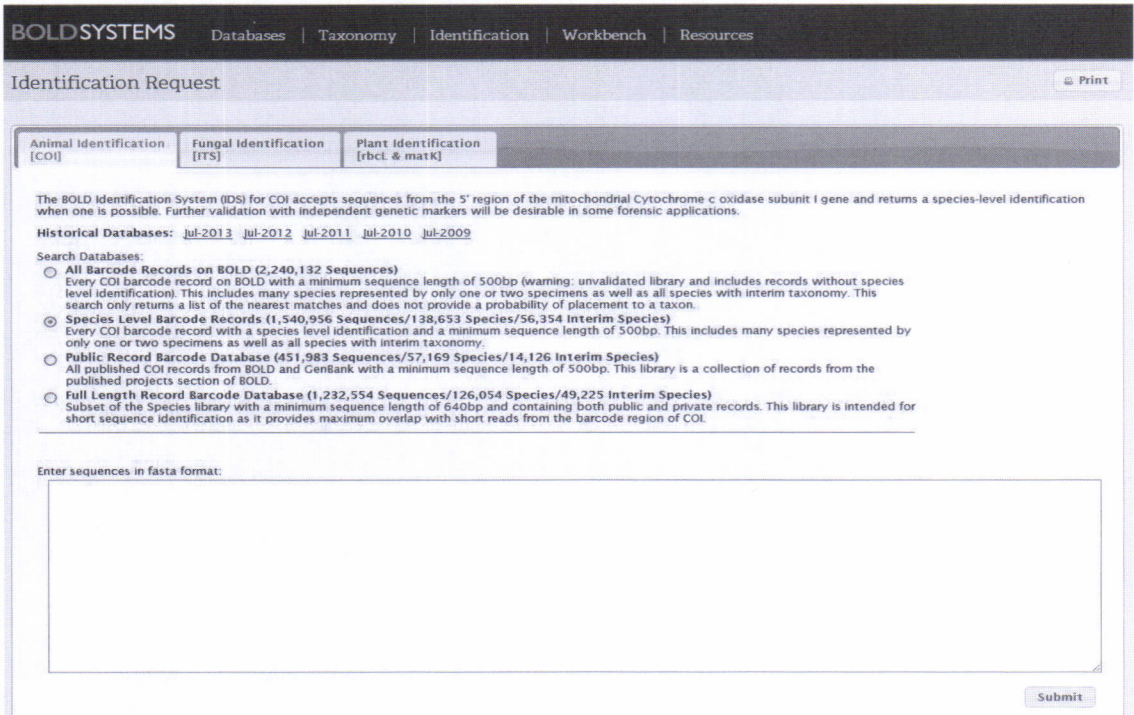 BOLDSYSTEMS Databases | Taxonomy | Identification | Workbench | Resources
Identification Request
Print
Animal Identification [COI]
Fungal Identification [ITS]
Plant Identification [rbcL & matK]
The BOLD Identification System (IDS) for COI accepts sequences from the 5' region of the mitochondrial Cytochrome c oxidase subunit I gene and returns a species-level identification
when one is possible. Further validation with independent genetic markers will be desirable in some forensic applications.
Historical Databases: Jul-2013 Jul-2012 Jul-2011 Jul-2010 Jul-2009
Search Databases:
All Barcode Records on BOLD (2,240,132 Sequences)
Every COI barcode record on BOLD with a minimum sequence length of 500bp (warning: unvalidated library and includes records without species
level identification). This includes many species represented by only one or two specimens as well as all species with interim taxonomy. This
search only returns a list of the nearest matches and does not provide a probability of placement to a taxon.
Species Level Barcode Records (1,540,956 Sequences/138,653 Species/56,354 Interim Species)
Every COI barcode record with a species level identification and a minimum sequence length of 500bp. This includes many species represented by
only one or two specimens as well as all species with interim taxonomy.
Public Record Barcode Database (451,983 Sequences/57,169 Species/14,126 Interim Species)
All published COI records from BOLD and GenBank with a minimum sequence length of 500bp. This library is a collection of records from the
published projects section of BOLD.
Full Length Record Barcode Database (1,232,554 Sequences/126,054 Species/49,225 Interim Species)
Subset of the Species library with a minimum sequence length of 640bp and containing both public and private records. This library is intended for
short sequence identification as it provides maximum overlap with short reads from the barcode region of COI.
Enter sequences in fasta format:
Submit